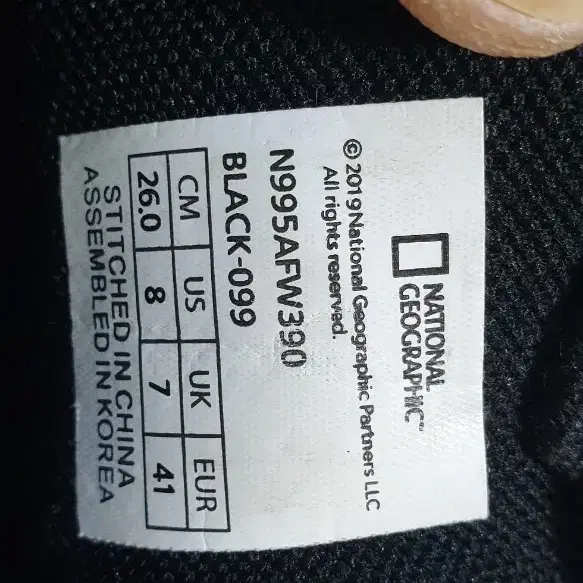 NATIONAL
GEOGRAPHIC™
© 2019 National Geographic Partners LLC
All rights reserved.
N995AFW390
BLACK-099
CM US UK EUR
26.0 8 7 41
STITCHED IN CHINA
ASSEMBLED IN KOREA